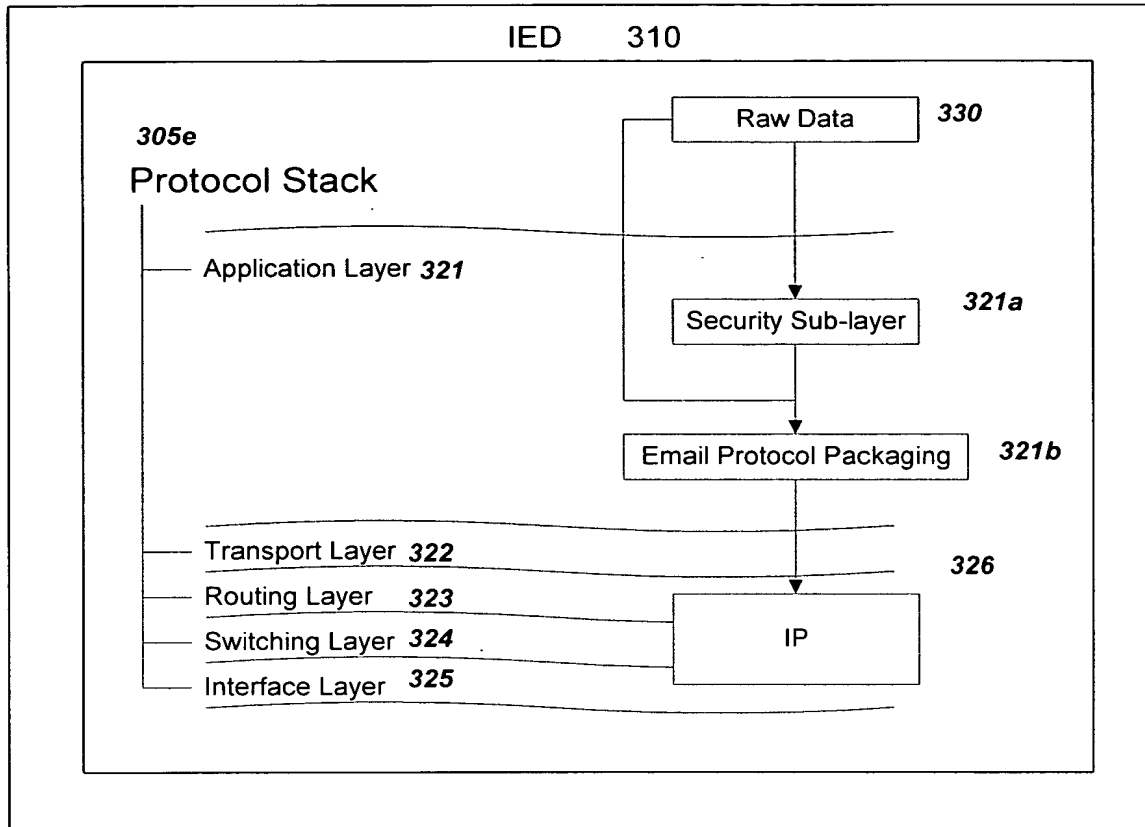 IED 310
305e
Protocol Stack
Raw Data 330
Application Layer 321
Security Sub-layer 321a
Email Protocol Packaging 321b
Transport Layer 322
Routing Layer 323
Switching Layer 324
Interface Layer 325
IP 326